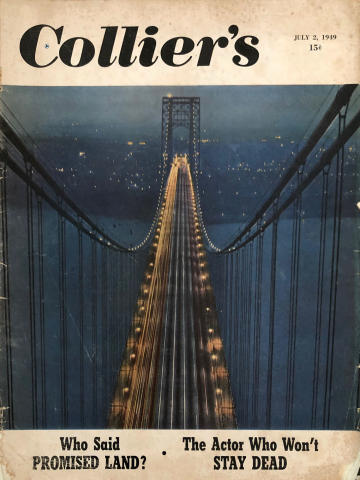 Collier's
JULY 2, 1949
15¢
Who Said
PROMISED LAND?
•
The Actor Who Won't
STAY DEAD